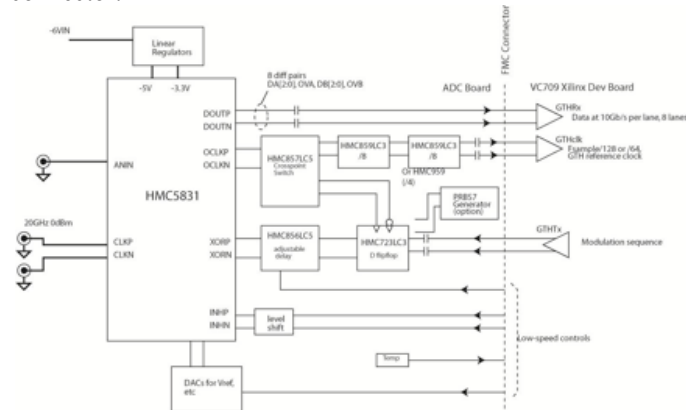 -6VIN
Linear
Regulators
-5V
-3.3V
8 diff pairs
DA(2:0), OVA, DB(2:0), OVB
ADC Board
FMC Connector
VC709 Xilinx Dev Board
DOUTP
DOUTN
GTHRx
Data at 10Gb/s per lane, 8 lanes
OCLKP
OCLKN
HMC857LC5
Crosspoint
Switch
HMC859LC3
/8
HMC859LC3
/8
Or HMC959
(/4)
GTHclk
Fsample/128 or /64,
GTH reference clock
ANIN
HMC5831
PRBS7
Generator
(option)
20GHz 0dBm
CLKP
CLKN
XORP
XORN
HMC856LC5
adjustable
delay
HMC723LC3
D flipflop
GTHTx
Modulation sequence
INHP
INHN
level
shift
Low-speed controls
Temp
DACs for Vref,
etc